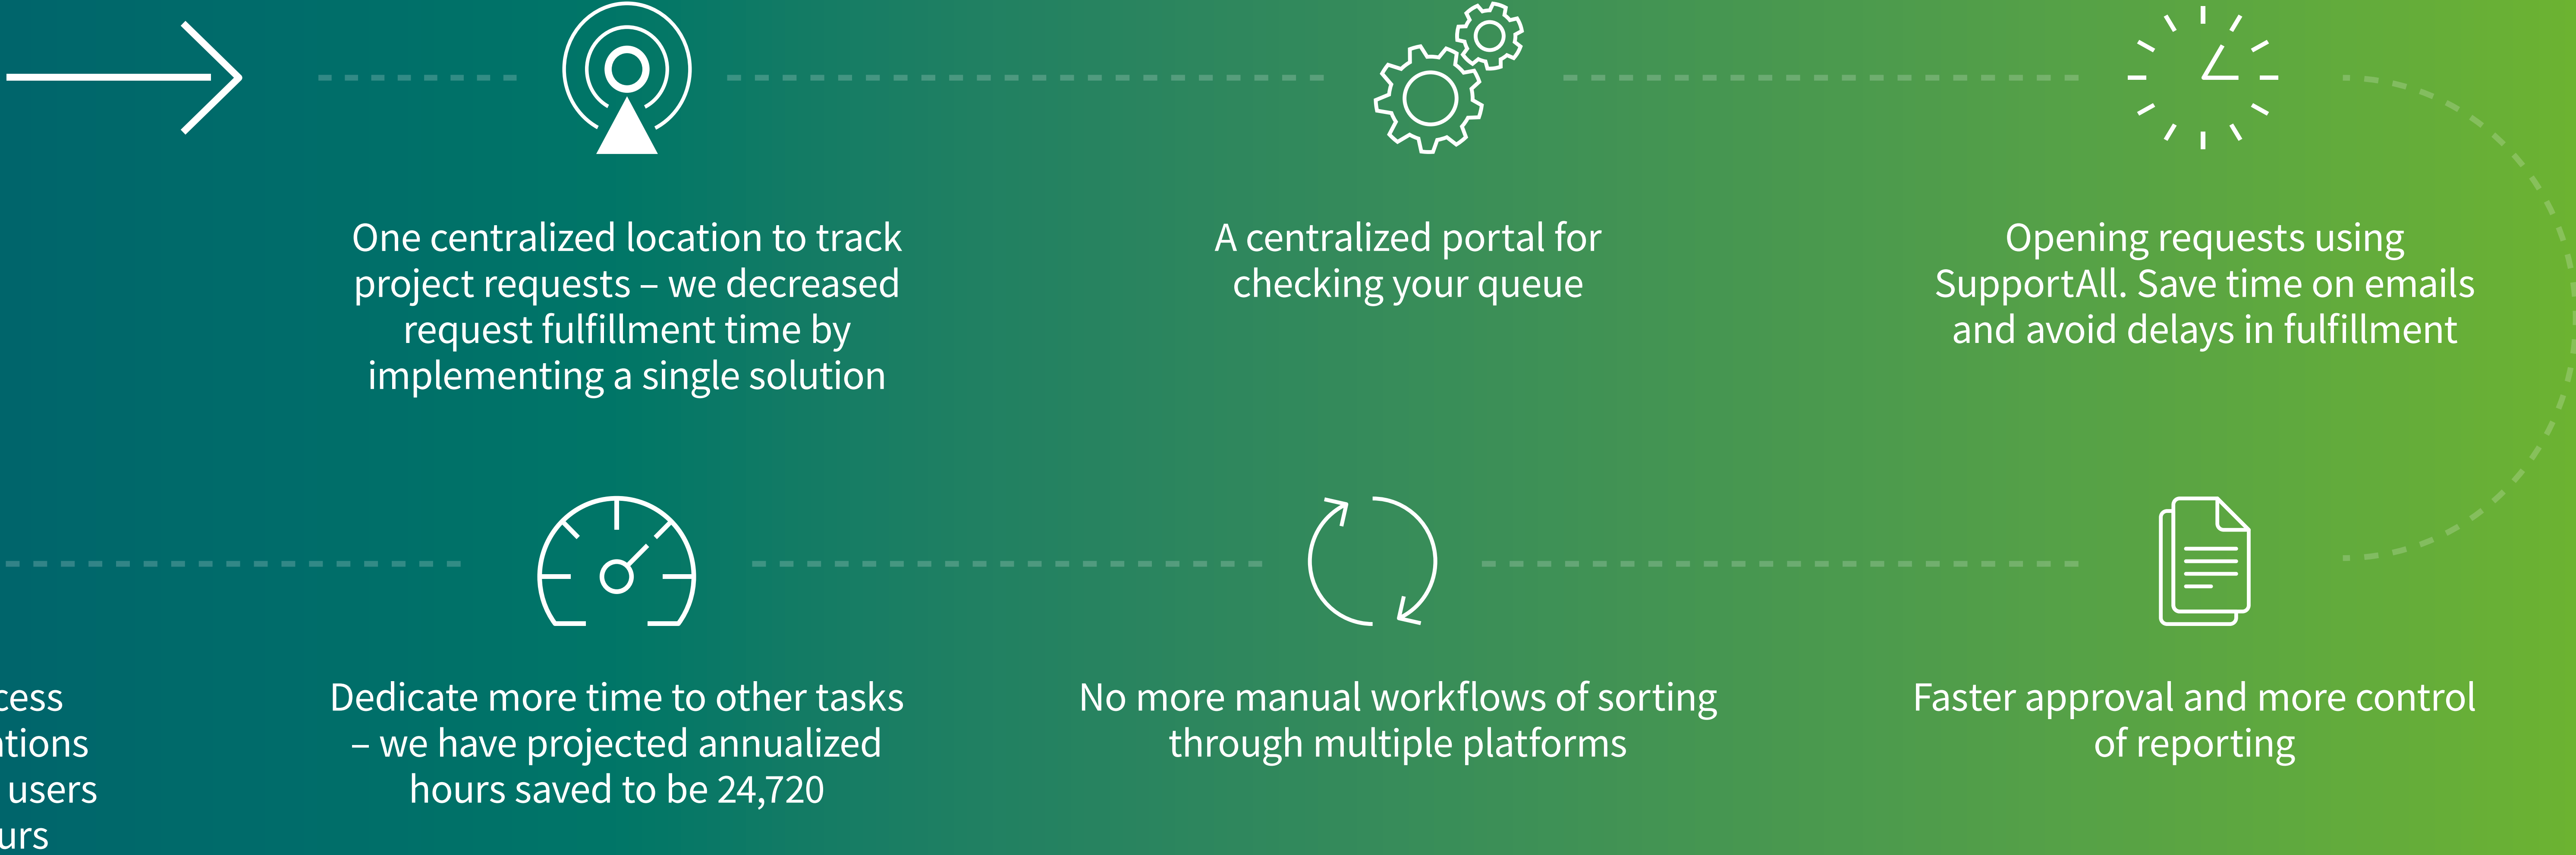 One centralized location to track
project requests – we decreased
request fulfillment time by
implementing a single solution
A centralized portal for
checking your queue
Opening requests using
SupportAll. Save time on emails
and avoid delays in fulfillment
users
Dedicate more time to other tasks
– we have projected annualized
hours saved to be 24,720
No more manual workflows of sorting
through multiple platforms
Faster approval and more control
of reporting